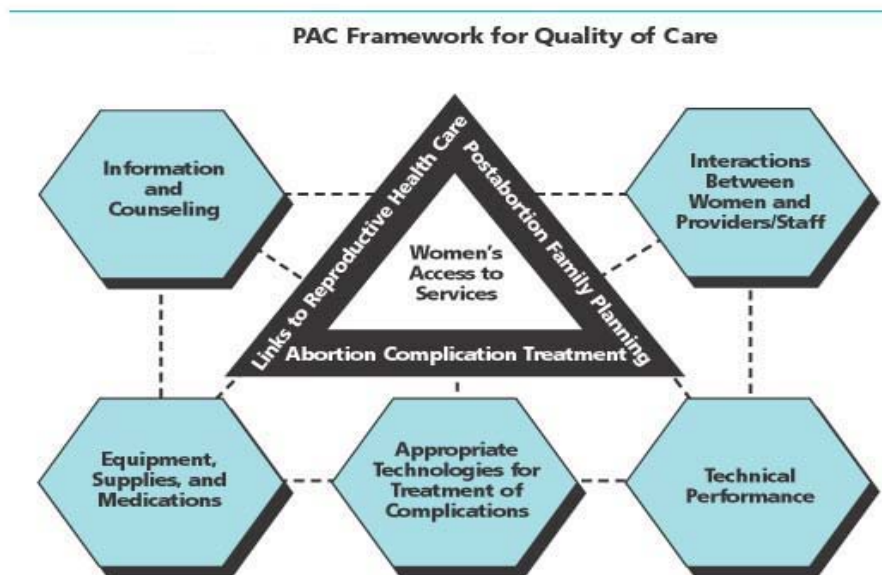 PAC Framework for Quality of Care
Information
and
Counseling
Links to Reproductive Health Care
Postabortion Family Planning
Interactions
Between
Women and
Providers/Staff
Women's
Access to
Services
Abortion Complication Treatment
Equipment,
Supplies, and
Medications
Appropriate
Technologies for
Treatment of
Complications
Technical
Performance